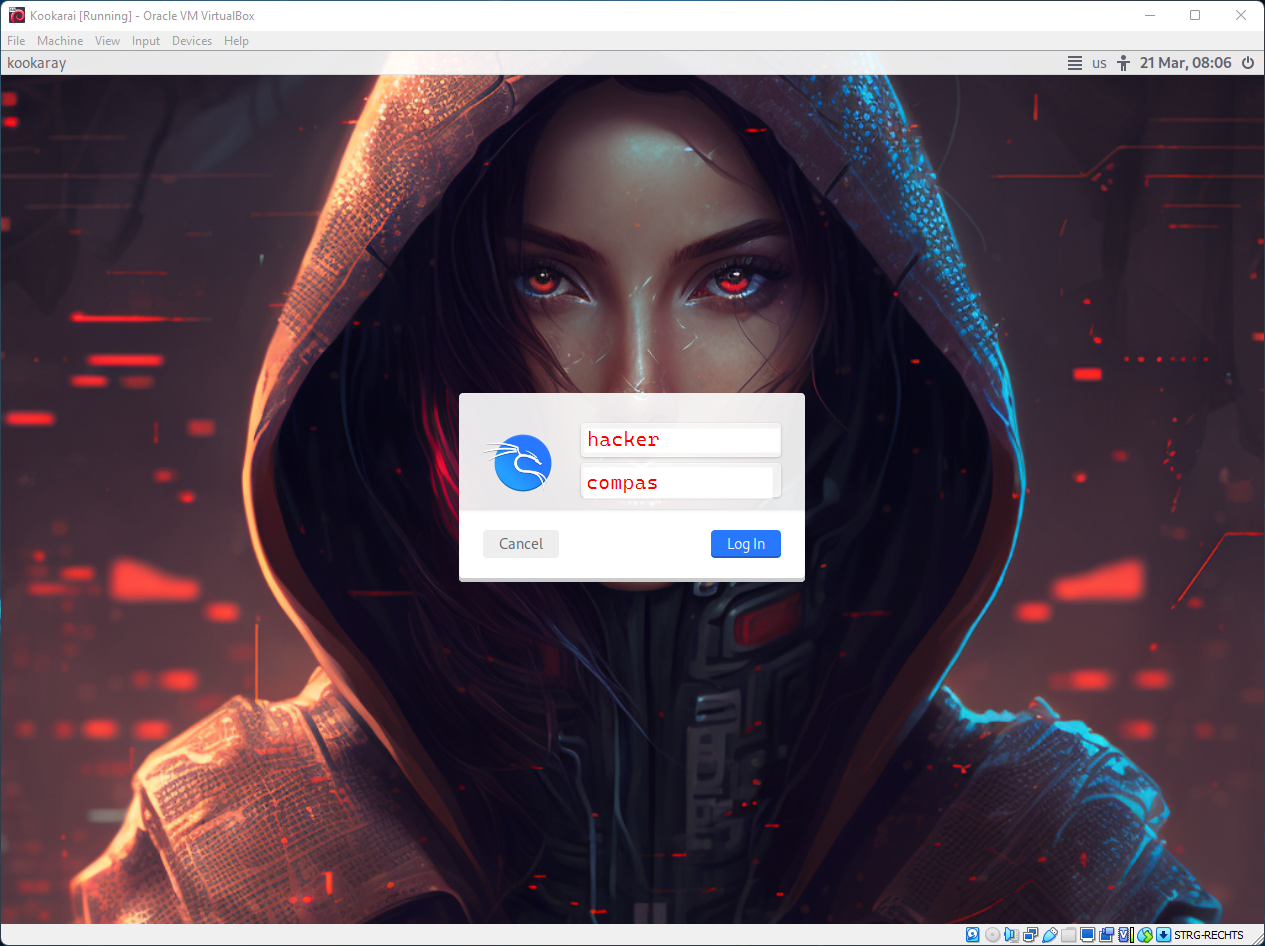 Kookarai [Running] - Oracle VM VirtualBox
File Machine View Input Devices Help
kookaray us 21 Mar, 08:06
hacker
compas
Cancel Log In
STRG-RECHTS